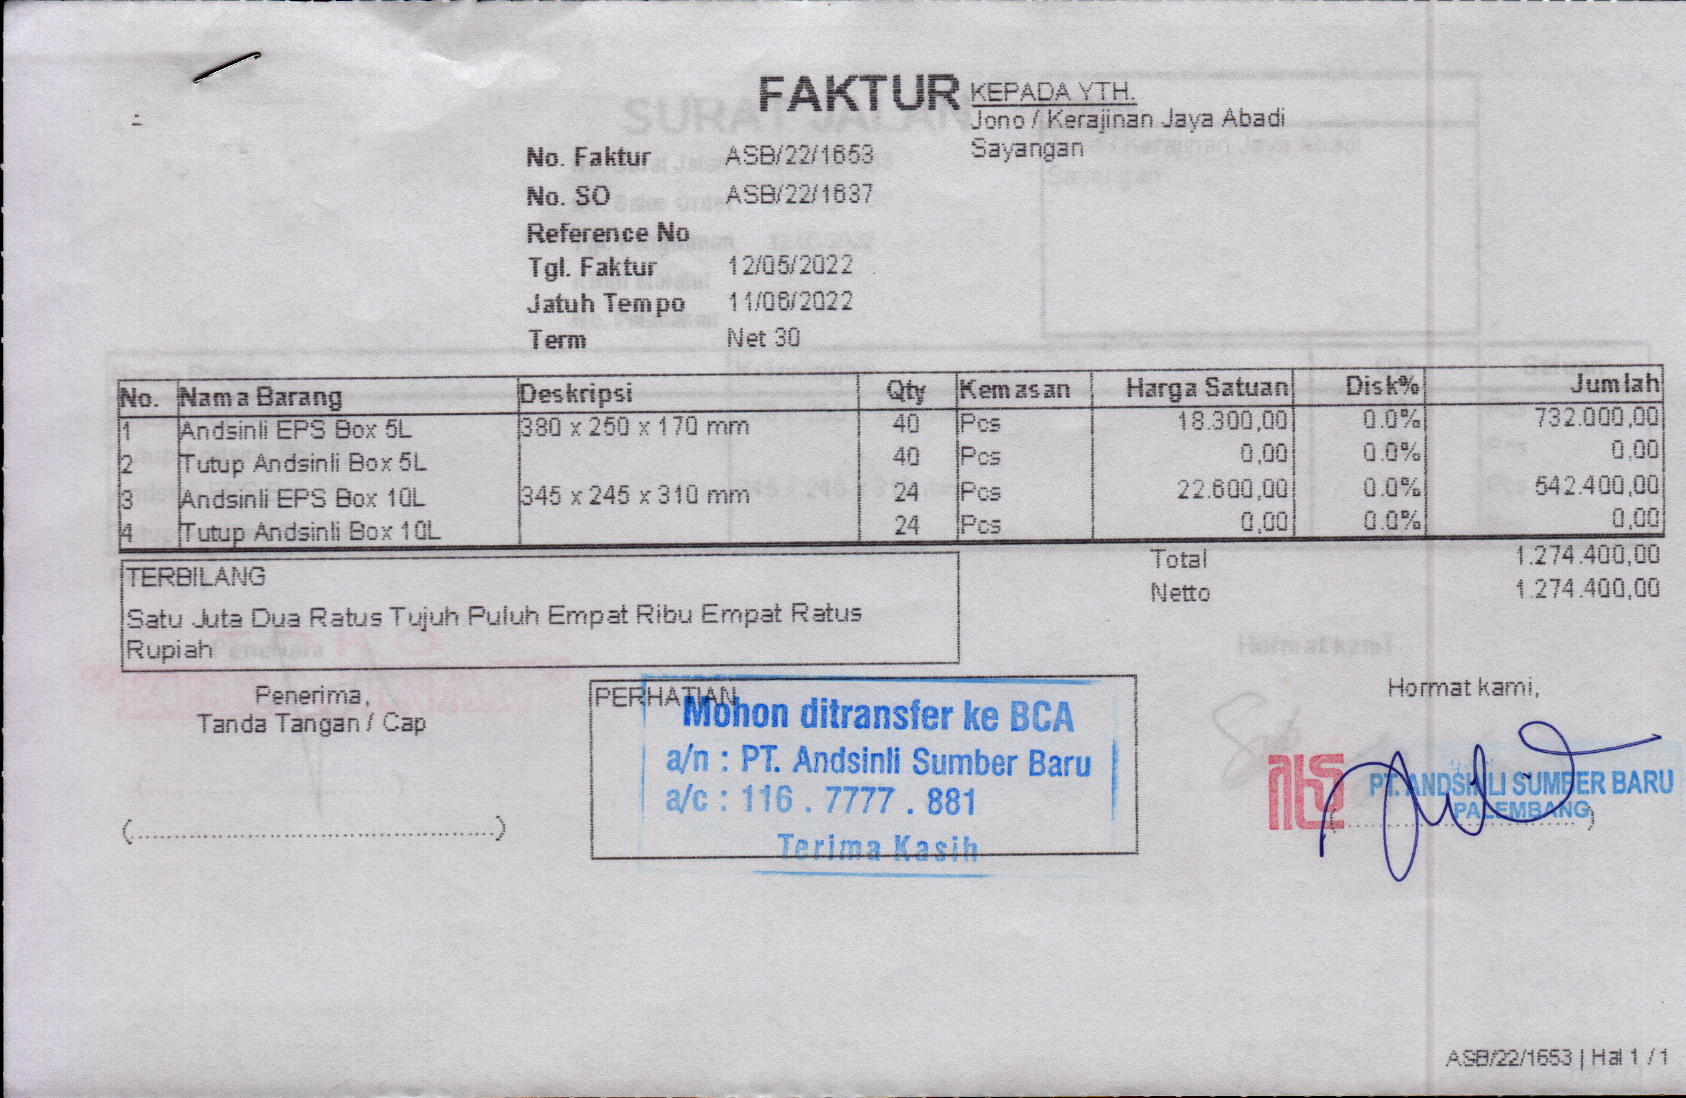 FAKTUR
KEPADA YTH.
Jono / Kerajinan Jaya Abadi
Sayangan
No. Faktur ASB/22/1653
No. SO ASB/22/1637
Reference No
Tgl. Faktur 12/05/2022
Jatuh Tempo 11/06/2022
Term Net 30
No. Nama Barang Deskripsi Qty Kemasan Harga Satuan Disk% Jumlah
1 Andsinli EPS Box 5L 380 x 250 x 170 mm 40 Pcs 18.300,00 0.0% 732.000,00
2 Tutup Andsinli Box 5L 40 Pcs 0,00 0.0% 0,00
3 Andsinli EPS Box 10L 345 x 245 x 310 mm 24 Pcs 22.600,00 0.0% 542.400,00
4 Tutup Andsinli Box 10L 24 Pcs 0,00 0.0% 0,00
Total 1.274.400,00
Netto 1.274.400,00
TERBILANG
Satu Juta Dua Ratus Tujuh Puluh Empat Ribu Empat Ratus
Rupiah
Penerima,
Tanda Tangan / Cap
(..............................................)
PERHATIAN
Mohon ditransfer ke BCA
a/n : PT. Andsinli Sumber Baru
a/c : 116 . 7777 . 881
Terima Kasih
Hormat kami,
PT. ANDSINLI SUMBER BARU
PALEMBANG
ASB/22/1653 | Hal 1 / 1